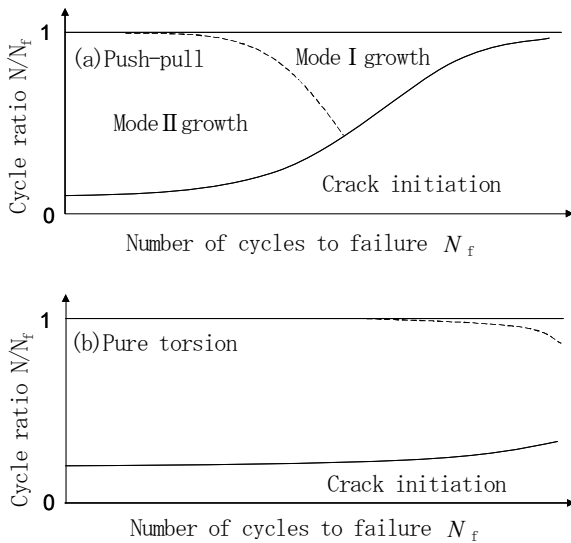 1
(a)Push-pull
Mode Ⅰ growth
Mode Ⅱ growth
Crack initiation
0
Cycle ratio N/Nf
Number of cycles to failure Nf
1
(b)Pure torsion
Crack initiation
0
Cycle ratio N/Nf
Number of cycles to failure Nf